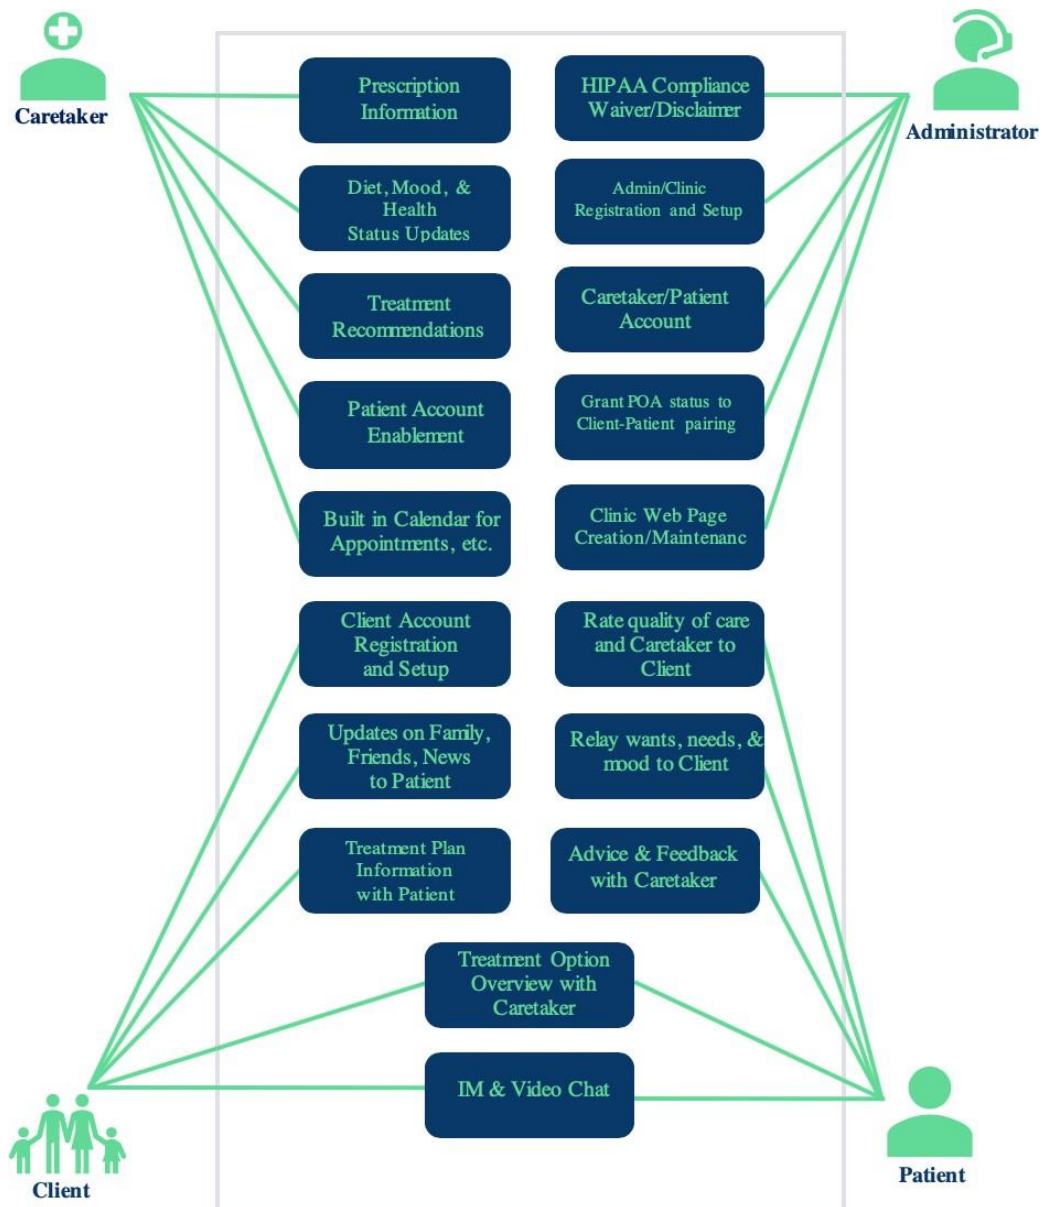 Caretaker
Administrator
Prescription
Information
HIPAA Compliance
Waiver/Disclaimer
Diet, Mood, &
Health
Status Updates
Admin/Clinic
Registration and Setup
Treatment
Recommendations
Caretaker/Patient
Account
Patient Account
Enablement
Grant POA status to
Client-Patient pairing
Built in Calendar for
Appointments, etc.
Clinic Web Page
Creation/Maintenanc
Client Account
Registration
and Setup
Rate quality of care
and Caretaker to
Client
Updates on Family,
Friends, News
to Patient
Relay wants, needs, &
mood to Client
Treatment Plan
Information
with Patient
Advice & Feedback
with Caretaker
Treatment Option
Overview with
Caretaker
IM & Video Chat
Client
Patient